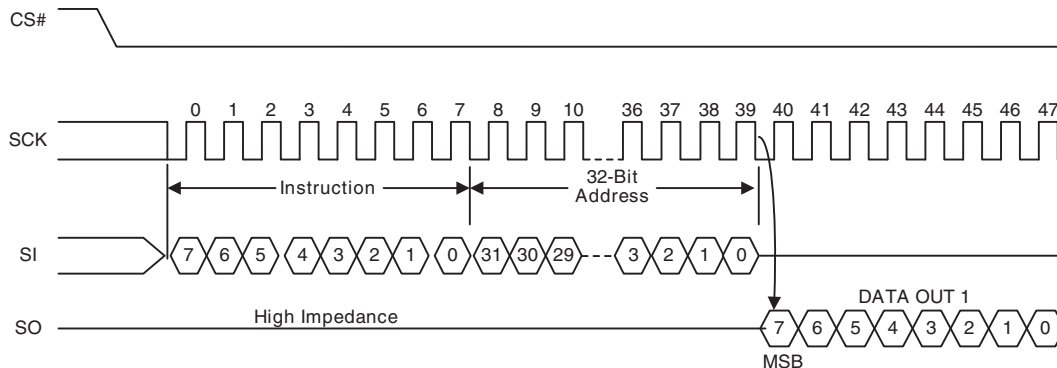 CS#
0 1 2 3 4 5 6 7 8 9 10 36 37 38 39 40 41 42 43 44 45 46 47
SCK
Instruction
32-Bit
Address
SI 7 6 5 4 3 2 1 0 31 30 29 3 2 1 0
DATA OUT 1
High Impedance
SO 7 6 5 4 3 2 1 0
MSB